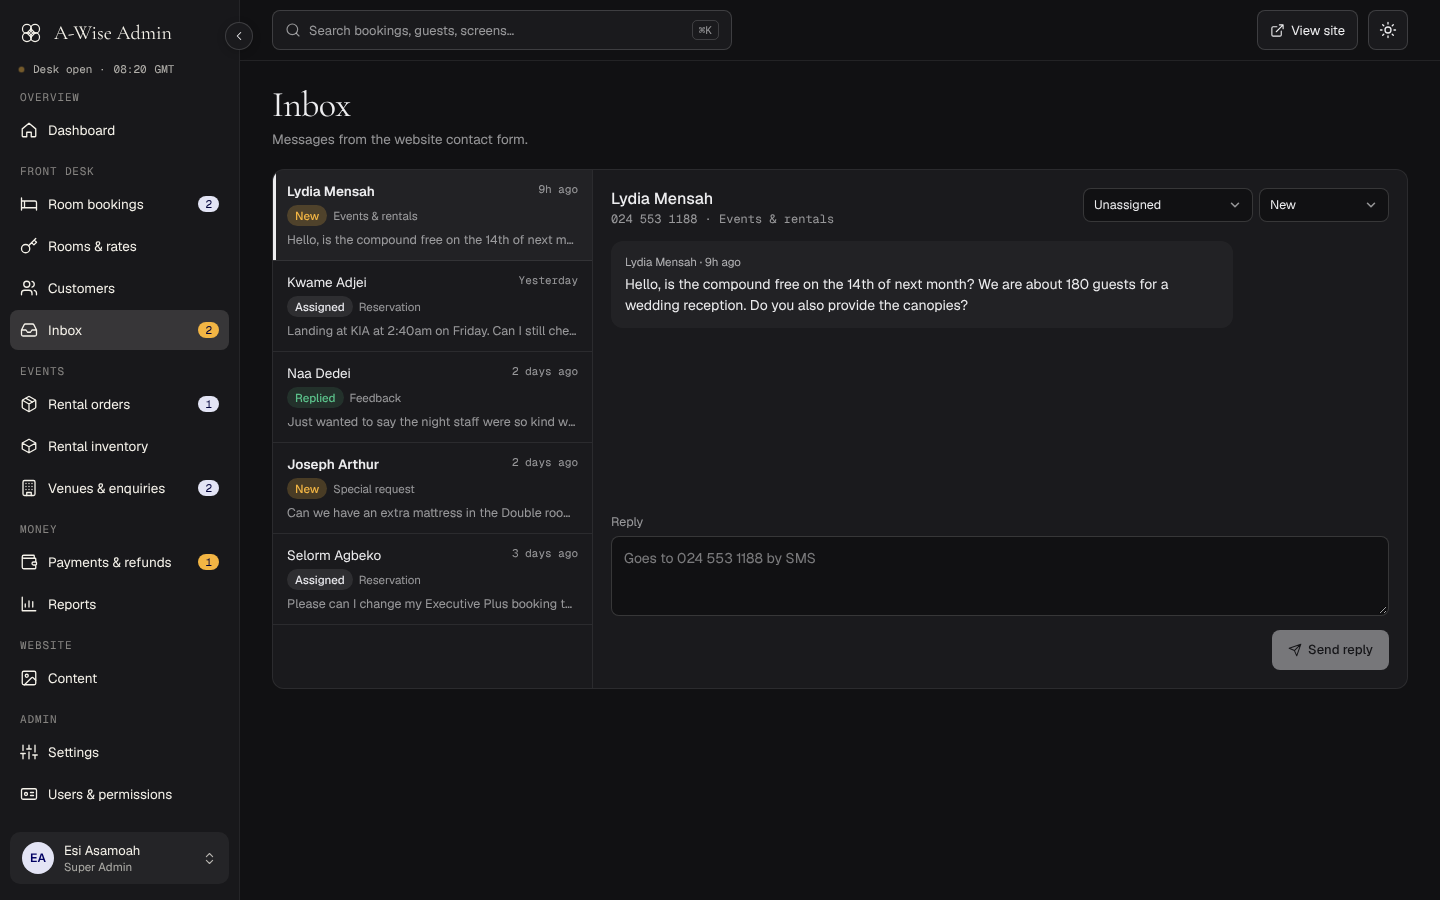 A-Wise Admin
Desk open · 08:20 GMT
OVERVIEW
Dashboard
FRONT DESK
Room bookings 2
Rooms & rates
Customers
Inbox 2
EVENTS
Rental orders 1
Rental inventory
Venues & enquiries 2
MONEY
Payments & refunds 1
Reports
WEBSITE
Content
ADMIN
Settings
Users & permissions
EA
Esi Asamoah
Super Admin
Search bookings, guests, screens... ⌘K
View site
Inbox
Messages from the website contact form.
Lydia Mensah 9h ago
New Events & rentals
Hello, is the compound free on the 14th of next m...
Kwame Adjei Yesterday
Assigned Reservation
Landing at KIA at 2:40am on Friday. Can I still che...
Naa Dedei 2 days ago
Replied Feedback
Just wanted to say the night staff were so kind w...
Joseph Arthur 2 days ago
New Special request
Can we have an extra mattress in the Double roo...
Selorm Agbeko 3 days ago
Assigned Reservation
Please can I change my Executive Plus booking t...
Lydia Mensah
024 553 1188 · Events & rentals
Unassigned
New
Lydia Mensah · 9h ago
Hello, is the compound free on the 14th of next month? We are about 180 guests for a
wedding reception. Do you also provide the canopies?
Reply
Goes to 024 553 1188 by SMS
Send reply